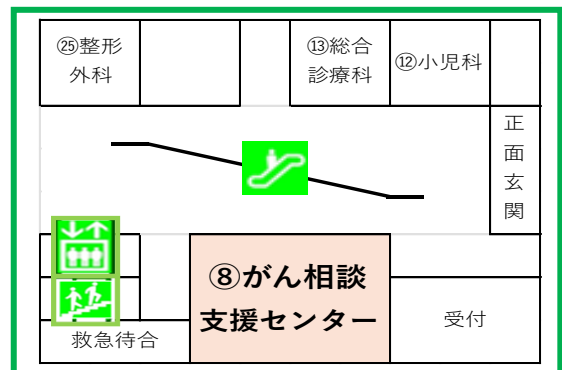 ㉕整形
外科
⑬総合
診療科
⑫小児科
正面玄関
⑧がん相談
支援センター
受付
救急待合